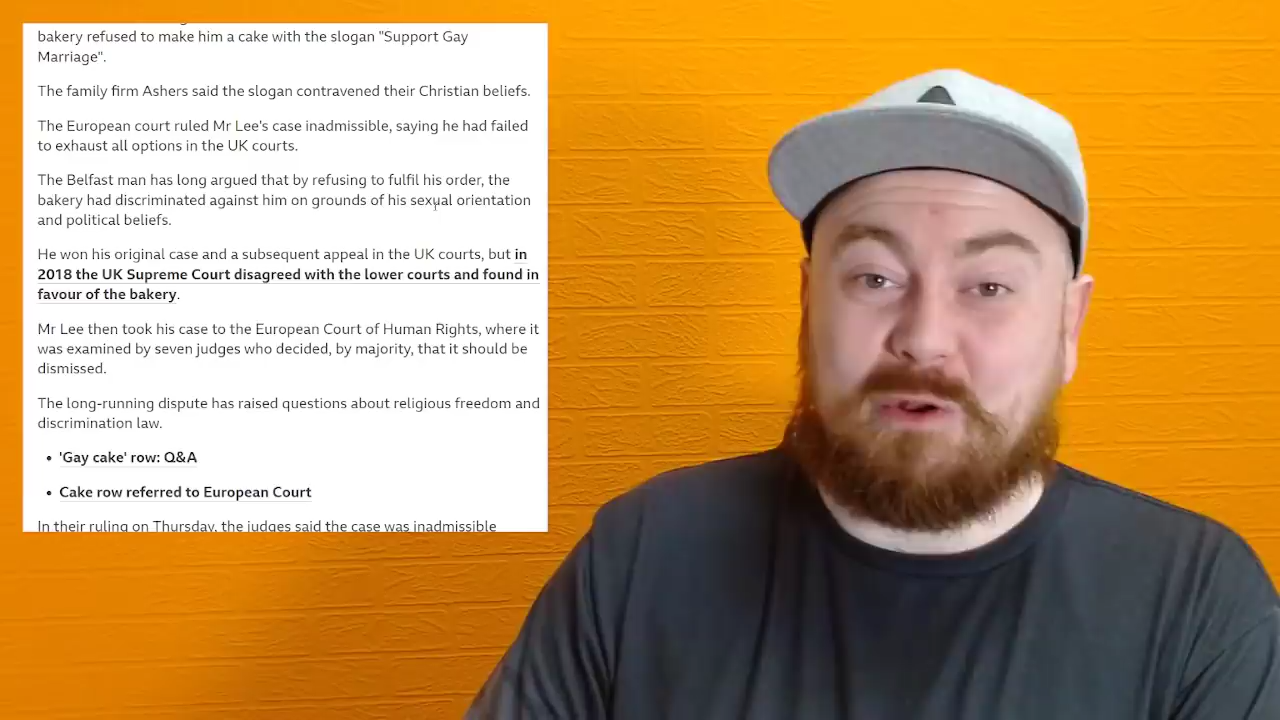 bakery refused to make him a cake with the slogan "Support Gay
Marriage".
The family firm Ashers said the slogan contravened their Christian beliefs.
The European court ruled Mr Lee's case inadmissible, saying he had failed
to exhaust all options in the UK courts.
The Belfast man has long argued that by refusing to fulfil his order, the
bakery had discriminated against him on grounds of his sexual orientation
and political beliefs.
He won his original case and a subsequent appeal in the UK courts, but in
2018 the UK Supreme Court disagreed with the lower courts and found in
favour of the bakery.
Mr Lee then took his case to the European Court of Human Rights, where it
was examined by seven judges who decided, by majority, that it should be
dismissed.
The long-running dispute has raised questions about religious freedom and
discrimination law.
• 'Gay cake' row: Q&A
• Cake row referred to European Court
In their ruling on Thursday, the judges said the case was inadmissible